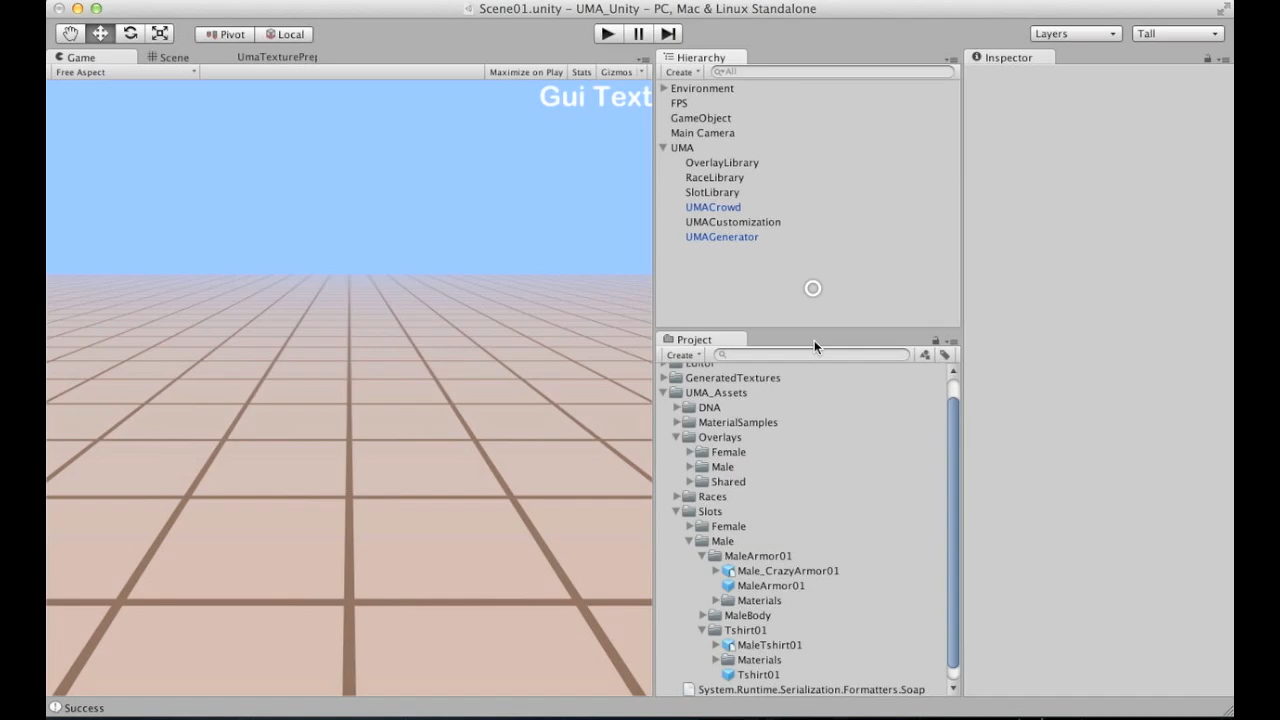 Scene01.unity – UMA_Unity – PC, Mac & Linux Standalone
Pivot Local Layers Tall
Game Scene UmaTexturePrep
Free Aspect Maximize on Play Stats Gizmos
Gui Text
Hierarchy
Create All
Environment
FPS
GameObject
Main Camera
UMA
OverlayLibrary
RaceLibrary
SlotLibrary
UMACrowd
UMACustomization
UMAGenerator
Project
Create
Editor
GeneratedTextures
UMA_Assets
DNA
MaterialSamples
Overlays
Female
Male
Shared
Races
Slots
Female
Male
MaleArmor01
Male_CrazyArmor01
MaleArmor01
Materials
MaleBody
Tshirt01
MaleTshirt01
Materials
Tshirt01
System.Runtime.Serialization.Formatters.Soap
Inspector
Success